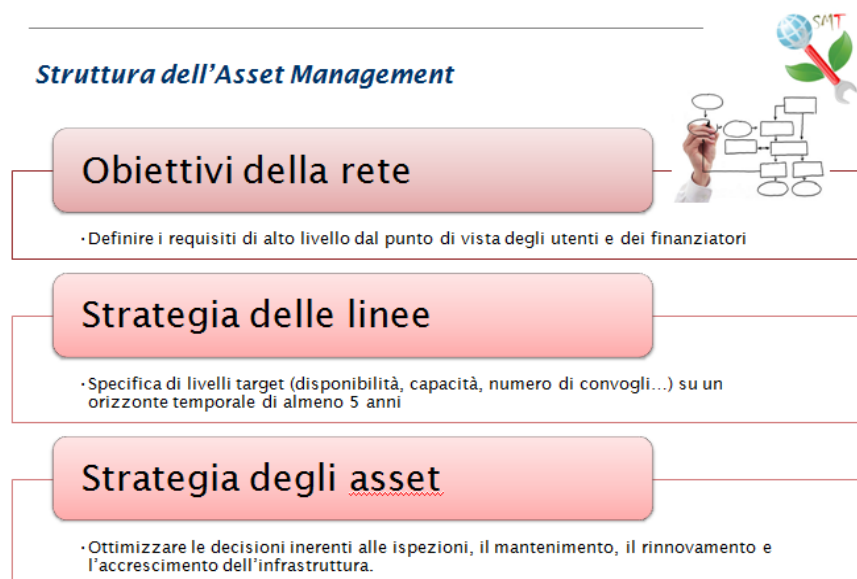 SMT
Struttura dell'Asset Management
Obiettivi della rete
·Definire i requisiti di alto livello dal punto di vista degli utenti e dei finanziatori
Strategia delle linee
·Specifica di livelli target (disponibilità, capacità, numero di convogli...) su un
orizzonte temporale di almeno 5 anni
Strategia degli asset
·Ottimizzare le decisioni inerenti alle ispezioni, il mantenimento, il rinnovamento e
l'accrescimento dell'infrastruttura.